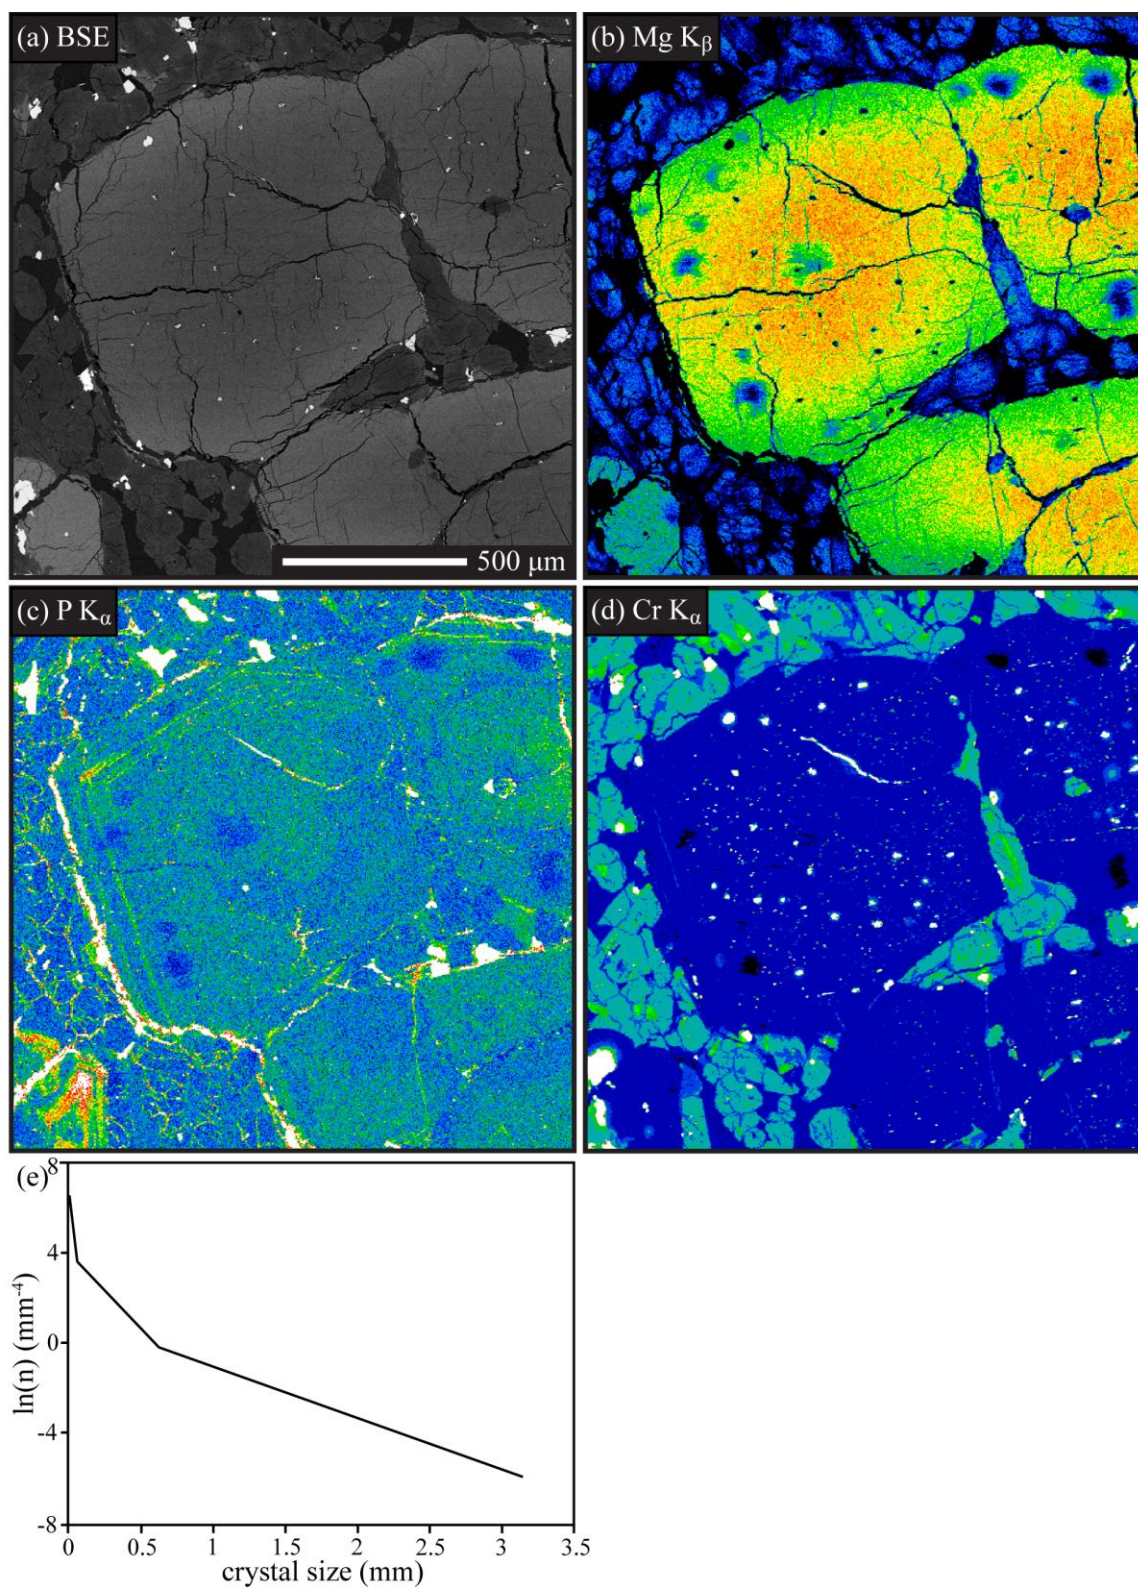 (a) BSE
(b) Mg Kβ
500 μm
(c) P Kα
(d) Cr Kα
(e)
8
4
0
-4
-8
ln(n) (mm-4)
0 0.5 1 1.5 2 2.5 3 3.5
crystal size (mm)